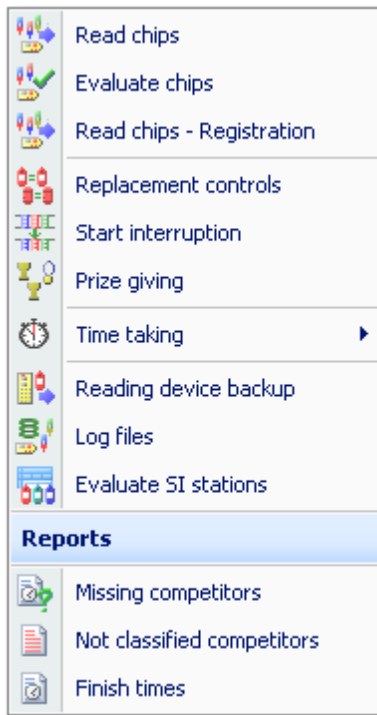 Read chips
Evaluate chips
Read chips - Registration
Replacement controls
Start interruption
Prize giving
Time taking
Reading device backup
Log files
Evaluate SI stations
Reports
Missing competitors
Not classified competitors
Finish times